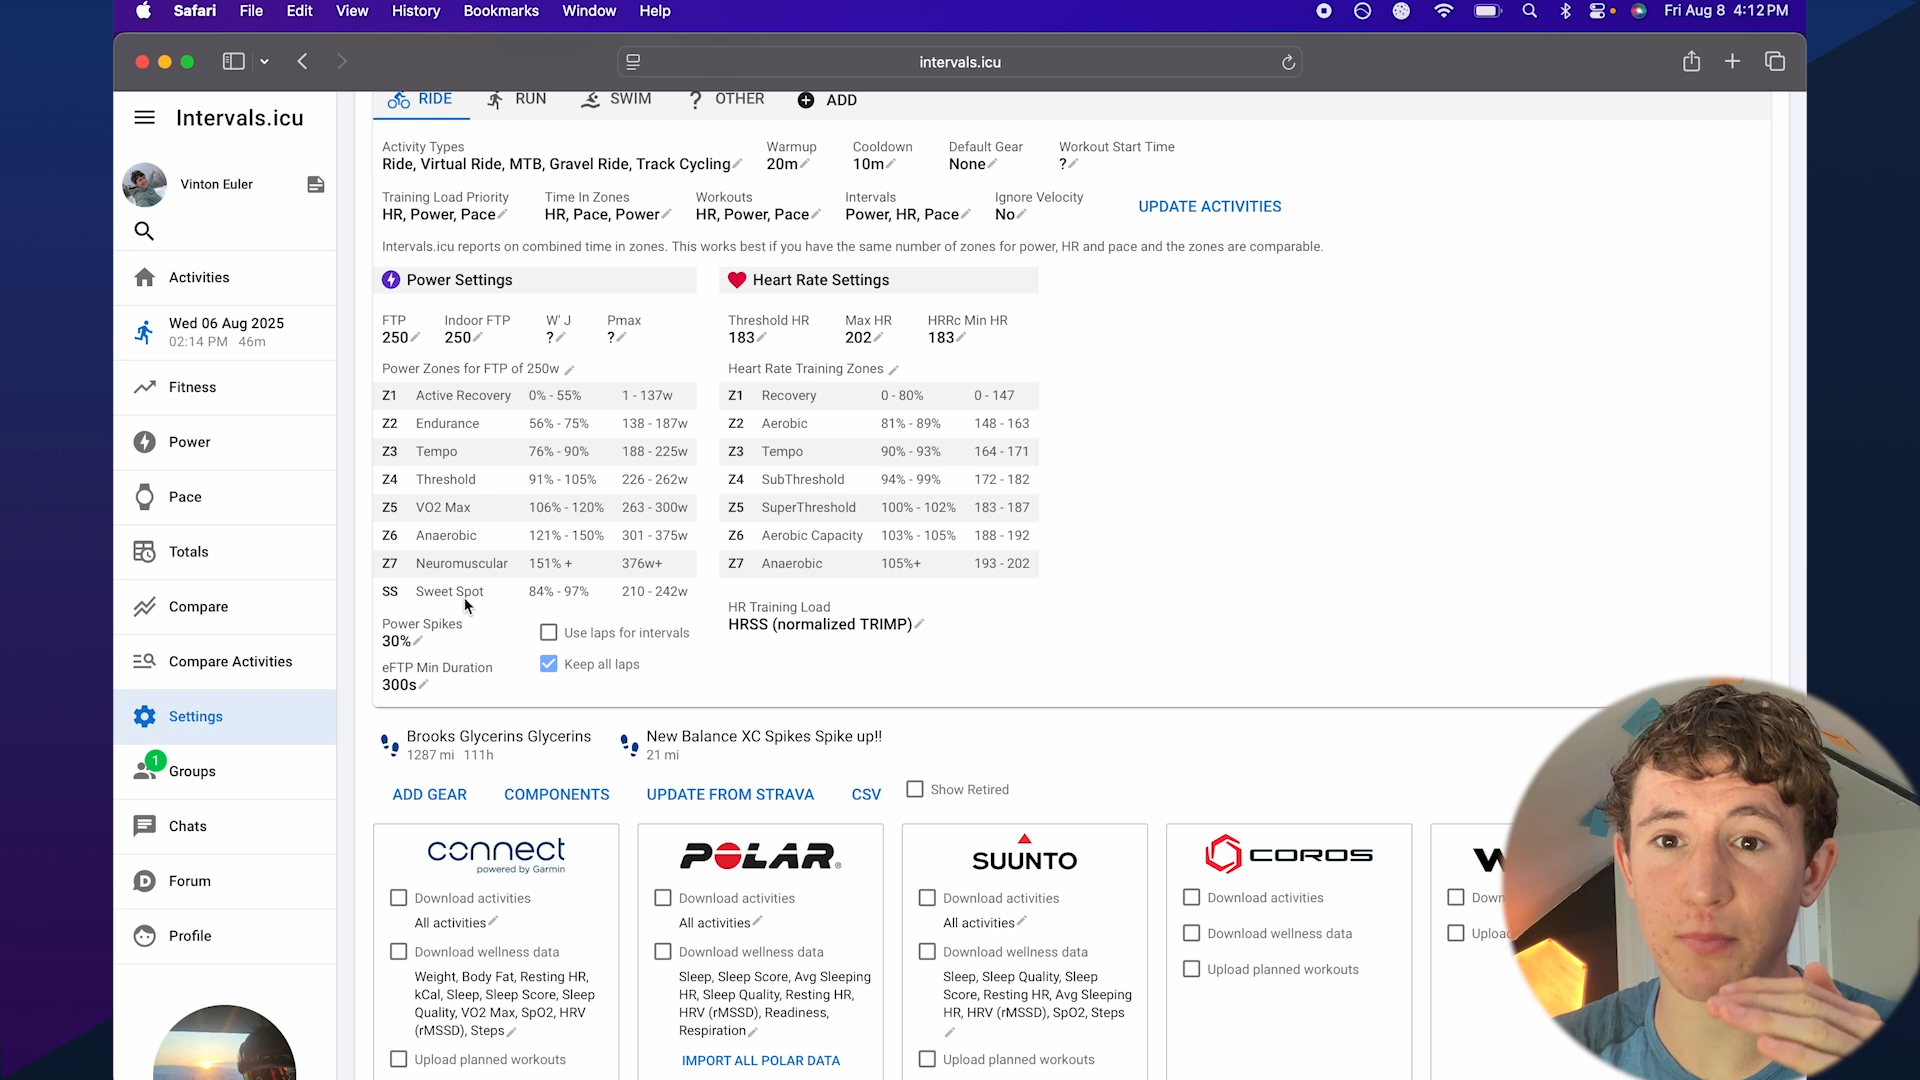 Safari File Edit View History Bookmarks Window Help Fri Aug 8 4:12 PM
intervals.icu
Intervals.icu
Vinton Euler
Activities
Wed 06 Aug 2025
02:14 PM 46m
Fitness
Power
Pace
Totals
Compare
Compare Activities
Settings
1
Groups
Chats
Forum
Profile
RIDE RUN SWIM ? OTHER ADD
Activity Types Warmup Cooldown Default Gear Workout Start Time
Ride, Virtual Ride, MTB, Gravel Ride, Track Cycling 20m 10m None ?
Training Load Priority Time In Zones Workouts Intervals Ignore Velocity
HR, Power, Pace HR, Pace, Power HR, Power, Pace Power, HR, Pace No
UPDATE ACTIVITIES
Intervals.icu reports on combined time in zones. This works best if you have the same number of zones for power, HR and pace and the zones are comparable.
Power Settings
FTP Indoor FTP W' J Pmax
250 250 ? ?
Power Zones for FTP of 250w
Z1 Active Recovery 0% - 55% 1 - 137w
Z2 Endurance 56% - 75% 138 - 187w
Z3 Tempo 76% - 90% 188 - 225w
Z4 Threshold 91% - 105% 226 - 262w
Z5 VO2 Max 106% - 120% 263 - 300w
Z6 Anaerobic 121% - 150% 301 - 375w
Z7 Neuromuscular 151% + 376w+
SS Sweet Spot 84% - 97% 210 - 242w
Power Spikes
30%
eFTP Min Duration
300s
Use laps for intervals
Keep all laps
Heart Rate Settings
Threshold HR Max HR HRRc Min HR
183 202 183
Heart Rate Training Zones
Z1 Recovery 0 - 80% 0 - 147
Z2 Aerobic 81% - 89% 148 - 163
Z3 Tempo 90% - 93% 164 - 171
Z4 SubThreshold 94% - 99% 172 - 182
Z5 SuperThreshold 100% - 102% 183 - 187
Z6 Aerobic Capacity 103% - 105% 188 - 192
Z7 Anaerobic 105%+ 193 - 202
HR Training Load
HRSS (normalized TRIMP)
Brooks Glycerins Glycerins
1287 mi 111h
New Balance XC Spikes Spike up!!
21 mi
ADD GEAR COMPONENTS UPDATE FROM STRAVA CSV Show Retired
connect
powered by Garmin
Download activities
All activities
Download wellness data
Weight, Body Fat, Resting HR,
kCal, Sleep, Sleep Score, Sleep
Quality, VO2 Max, SpO2, HRV
(rMSSD), Steps
Upload planned workouts
POLAR
Download activities
All activities
Download wellness data
Sleep, Sleep Score, Avg Sleeping
HR, Sleep Quality, Resting HR,
HRV (rMSSD), Readiness,
Respiration
IMPORT ALL POLAR DATA
SUUNTO
Download activities
All activities
Download wellness data
Sleep, Sleep Quality, Sleep
Score, Resting HR, Avg Sleeping
HR, HRV (rMSSD), SpO2, Steps
Upload planned workouts
COROS
Download activities
Download wellness data
Upload planned workouts